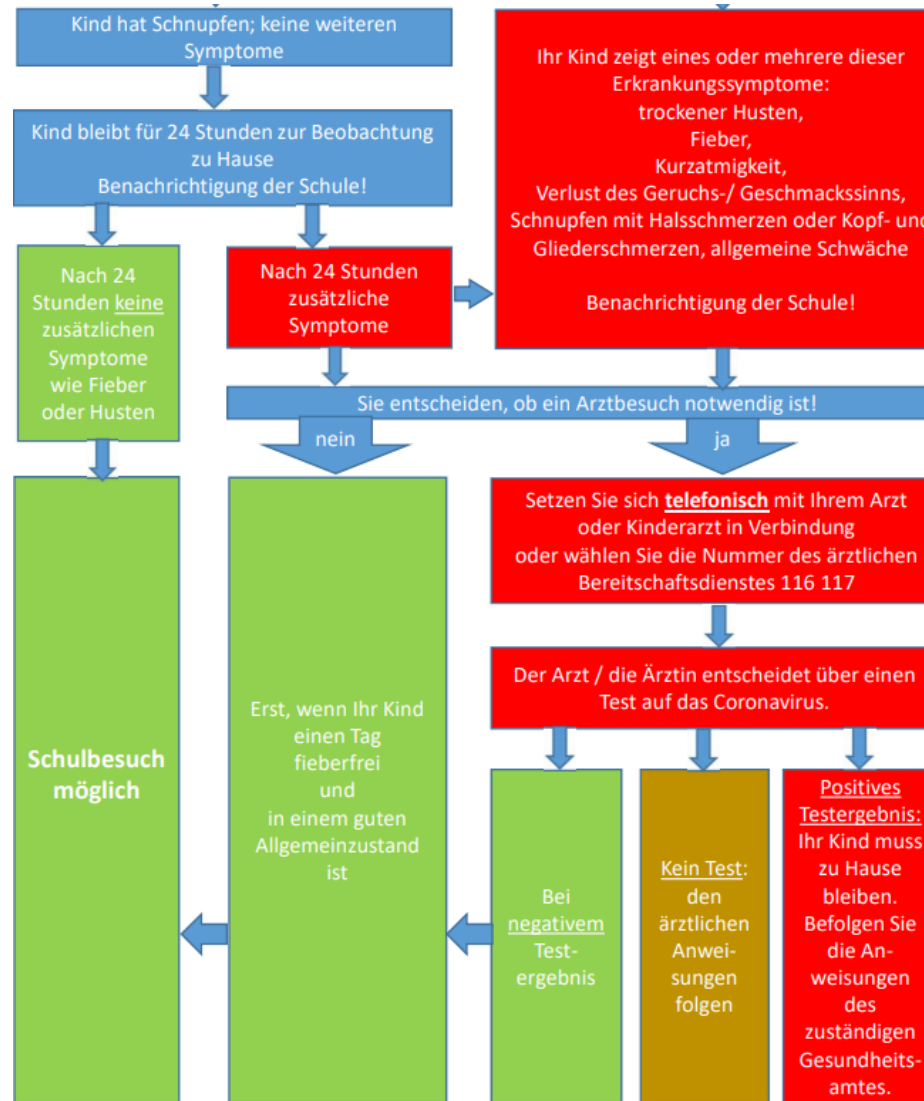 Kind hat Schnupfen; keine weiteren
Symptome
Kind bleibt für 24 Stunden zur Beobachtung
zu Hause
Benachrichtigung der Schule!
Ihr Kind zeigt eines oder mehrere dieser
Erkrankungssymptome:
trockener Husten,
Fieber,
Kurzatmigkeit,
Verlust des Geruchs-/ Geschmackssinns,
Schnupfen mit Halsschmerzen oder Kopf- und
Gliederschmerzen, allgemeine Schwäche
Benachrichtigung der Schule!
Nach 24
Stunden keine
zusätzlichen
Symptome
wie Fieber
oder Husten
Nach 24 Stunden
zusätzliche
Symptome
Sie entscheiden, ob ein Arztbesuch notwendig ist!
nein
ja
Setzen Sie sich telefonisch mit Ihrem Arzt
oder Kinderarzt in Verbindung
oder wählen Sie die Nummer des ärztlichen
Bereitschaftsdienstes 116 117
Der Arzt / die Ärztin entscheidet über einen
Test auf das Coronavirus.
Schulbesuch
möglich
Erst, wenn Ihr Kind
einen Tag
fieberfrei
und
in einem guten
Allgemeinzustand
ist
Bei
negativem
Test-
ergebnis
Kein Test:
den
ärztlichen
Anwei-
sungen
folgen
Positives
Testergebnis:
Ihr Kind muss
zu Hause
bleiben.
Befolgen Sie
die An-
weisungen
des
zuständigen
Gesundheits-
amtes.